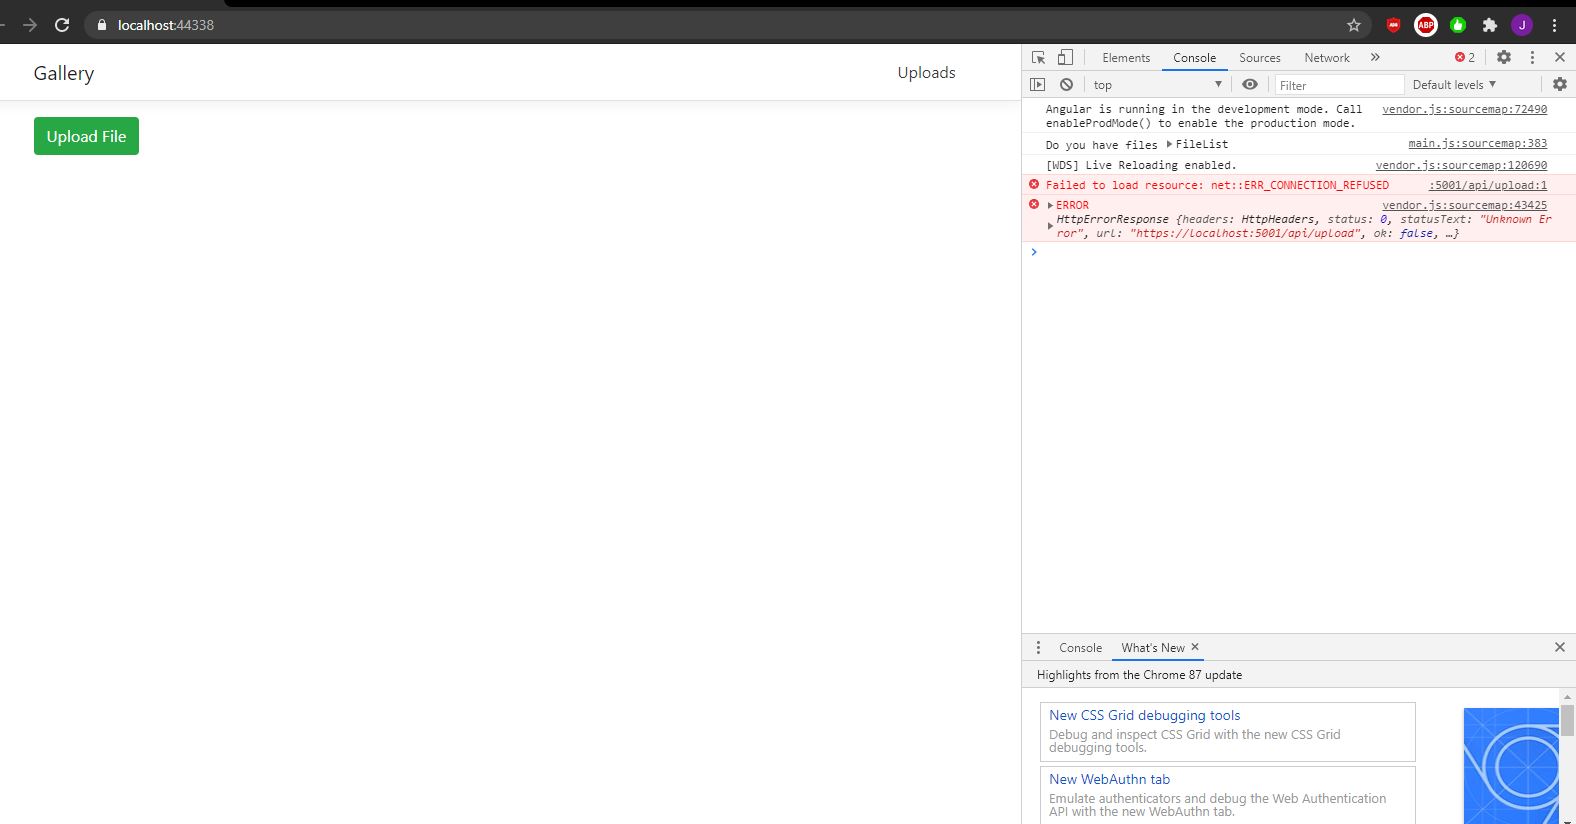 localhost:44338
ABP
J
Gallery
Uploads
Upload File
Elements Console Sources Network » 2
top Filter Default levels
Angular is running in the development mode. Call vendor.js:sourcemap:72490
enableProdMode() to enable the production mode.
Do you have files FileList main.js:sourcemap:383
[WDS] Live Reloading enabled. vendor.js:sourcemap:120690
Failed to load resource: net::ERR_CONNECTION_REFUSED :5001/api/upload:1
ERROR vendor.js:sourcemap:43425
HttpErrorResponse {headers: HttpHeaders, status: 0, statusText: "Unknown Er
ror", url: "https://localhost:5001/api/upload", ok: false, …}
Console What's New
Highlights from the Chrome 87 update
New CSS Grid debugging tools
Debug and inspect CSS Grid with the new CSS Grid
debugging tools.
New WebAuthn tab
Emulate authenticators and debug the Web Authentication
API with the new WebAuthn tab.